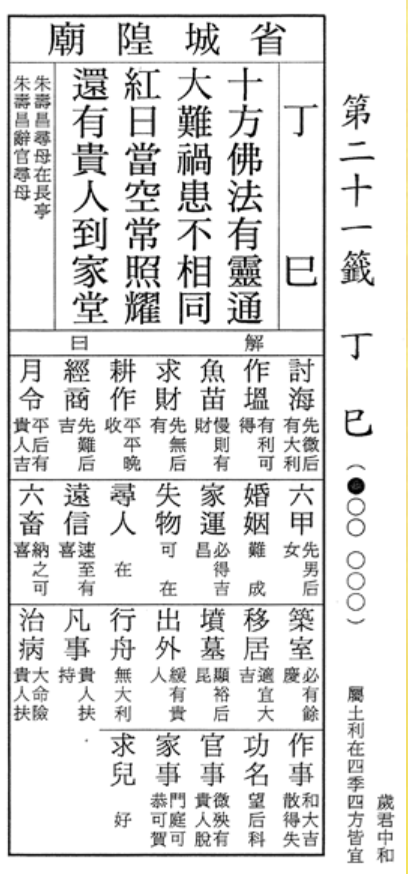 第二十一籤 丁巳 (●○○ ○○○)
屬土利在四季四方皆宜
歲君中和
省城隍廟
丁巳
十方佛法有靈通
大難禍患不相同
紅日當空常照耀
還有貴人到家堂
朱壽昌尋母在長亭
朱壽昌辭官尋母
解曰
討海 先微后有大利
作塭 有利可得
魚苗 慢則有財
求財 先無后有
耕作 平平晚收
經商 先難后吉
月令 平后有貴人吉
六甲 先男后女
婚姻 難成
家運 必得吉昌
失物 可在
尋人 在
遠信 速至有喜
六畜 納之可喜
築室 必有餘慶
移居 適宜大吉
墳墓 顯裕后昆
出外 緩有貴人
行舟 無大利
凡事 貴人扶持
治病 大命險貴人扶
作事 和大吉散得失
功名 望后科
官事 微殃有貴人脫
家事 門庭可恭可賀
求兒 好